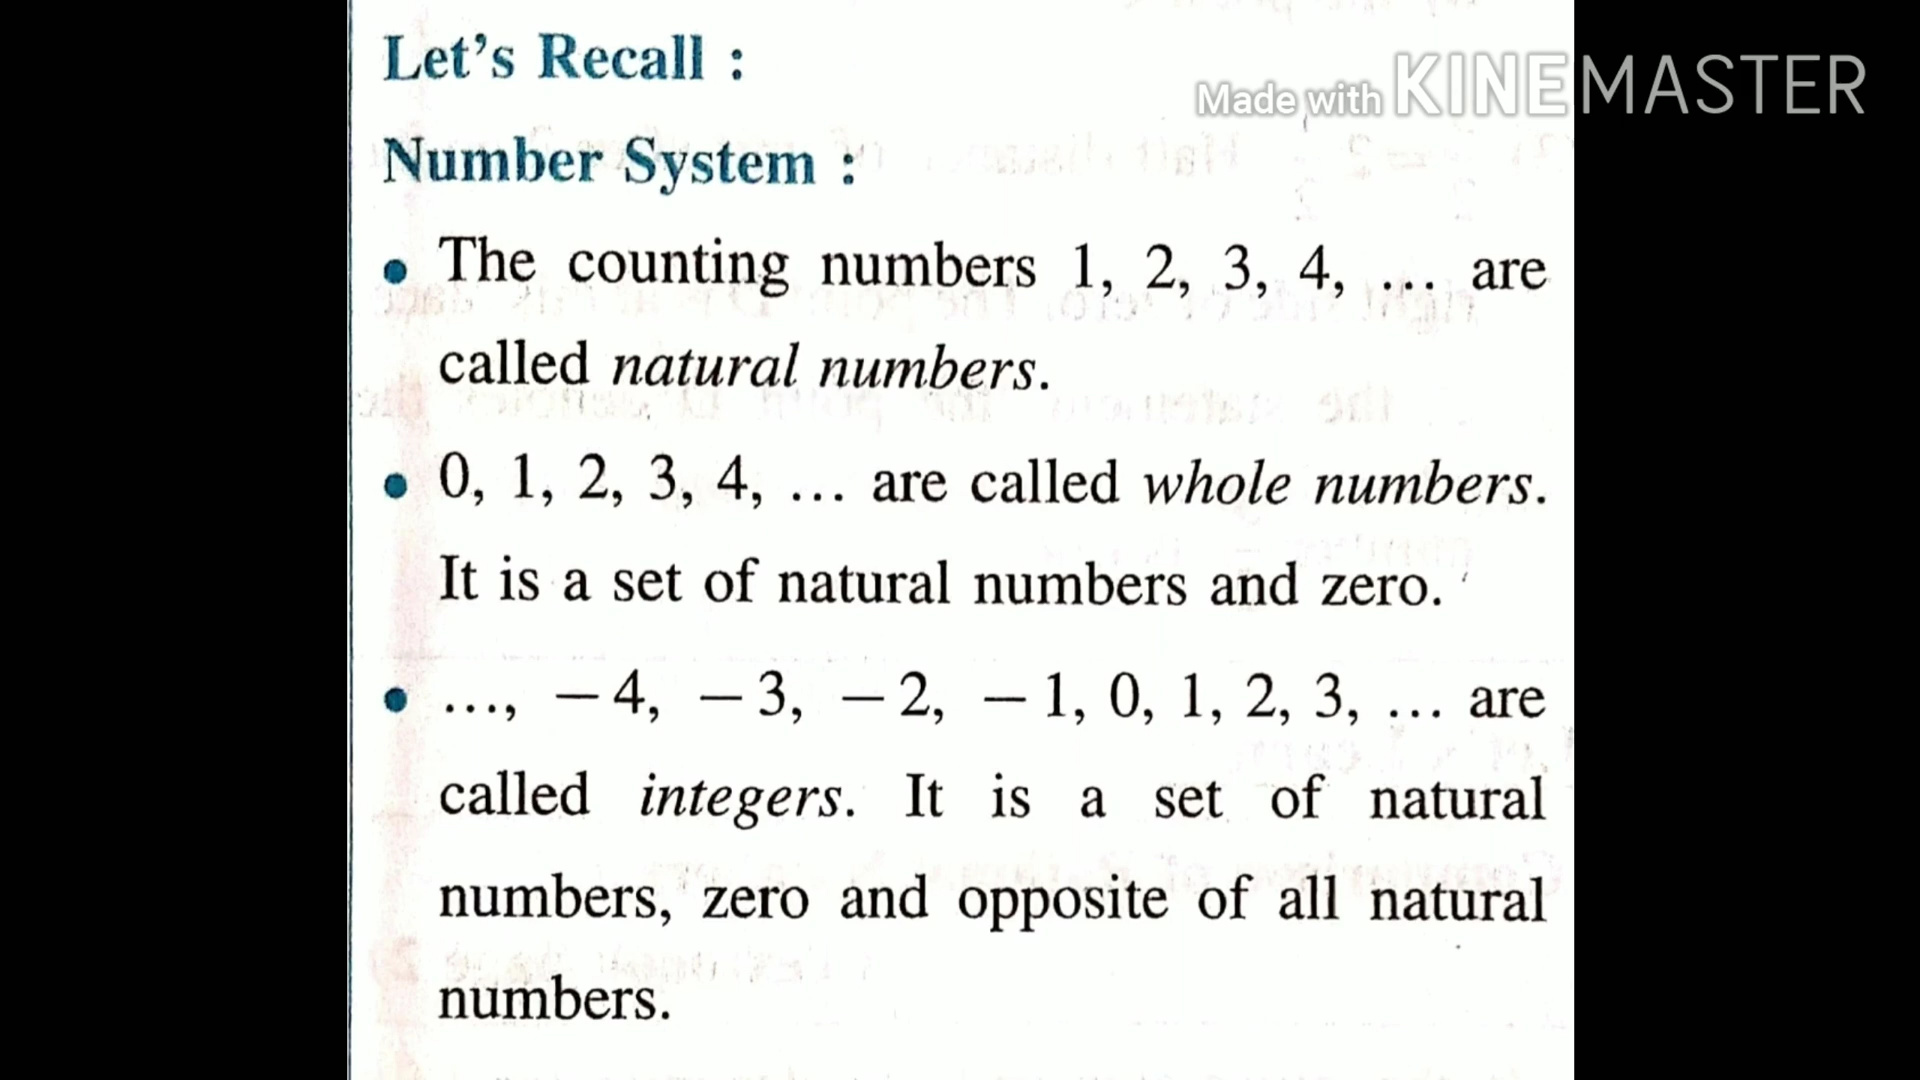 Let's Recall :
Made with KINEMASTER
Number System :
• The counting numbers 1, 2, 3, 4, ... are
called natural numbers.
• 0, 1, 2, 3, 4, ... are called whole numbers.
It is a set of natural numbers and zero.
• ..., – 4, – 3, – 2, – 1, 0, 1, 2, 3, ... are
called integers. It is a set of natural
numbers, zero and opposite of all natural
numbers.